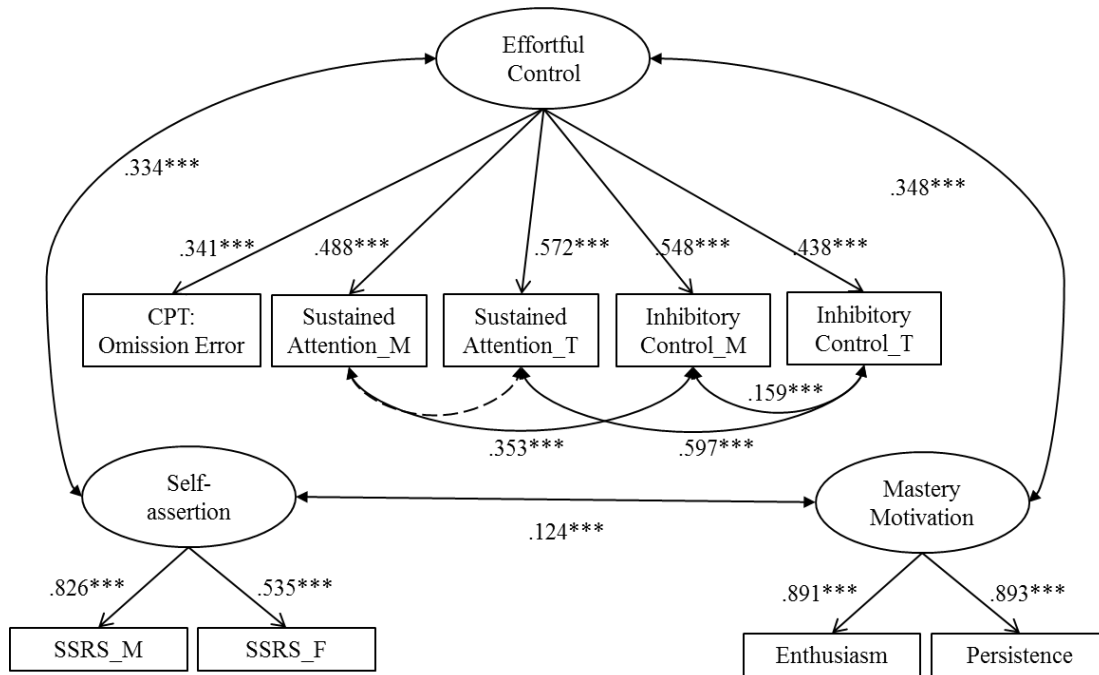 Effortful
Control
.334***
.348***
.341***
.488***
.572***
.548***
.438***
CPT:
Omission Error
Sustained
Attention_M
Sustained
Attention_T
Inhibitory
Control_M
Inhibitory
Control_T
.159***
.353***
.597***
Self-
assertion
Mastery
Motivation
.124***
.826***
.535***
.891***
.893***
SSRS_M
SSRS_F
Enthusiasm
Persistence